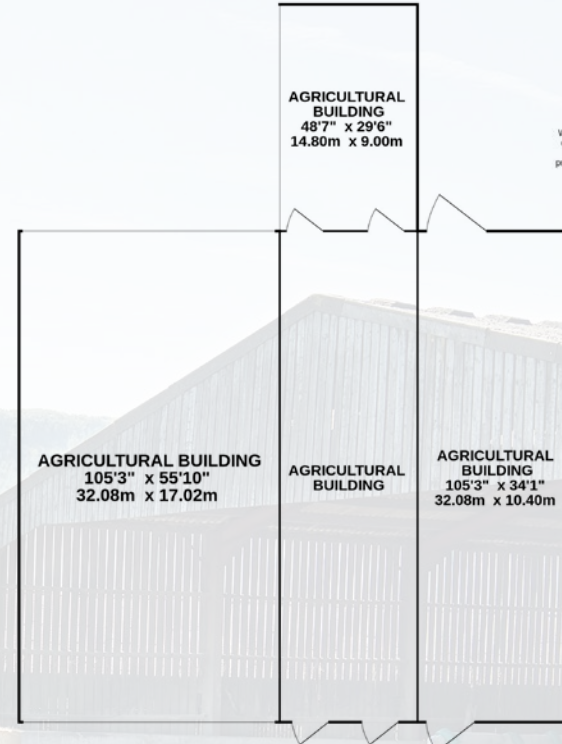 AGRICULTURAL
BUILDING
48'7" x 29'6"
14.80m x 9.00m
AGRICULTURAL BUILDING
105'3" x 55'10"
32.08m x 17.02m
AGRICULTURAL
BUILDING
AGRICULTURAL
BUILDING
105'3" x 34'1"
32.08m x 10.40m